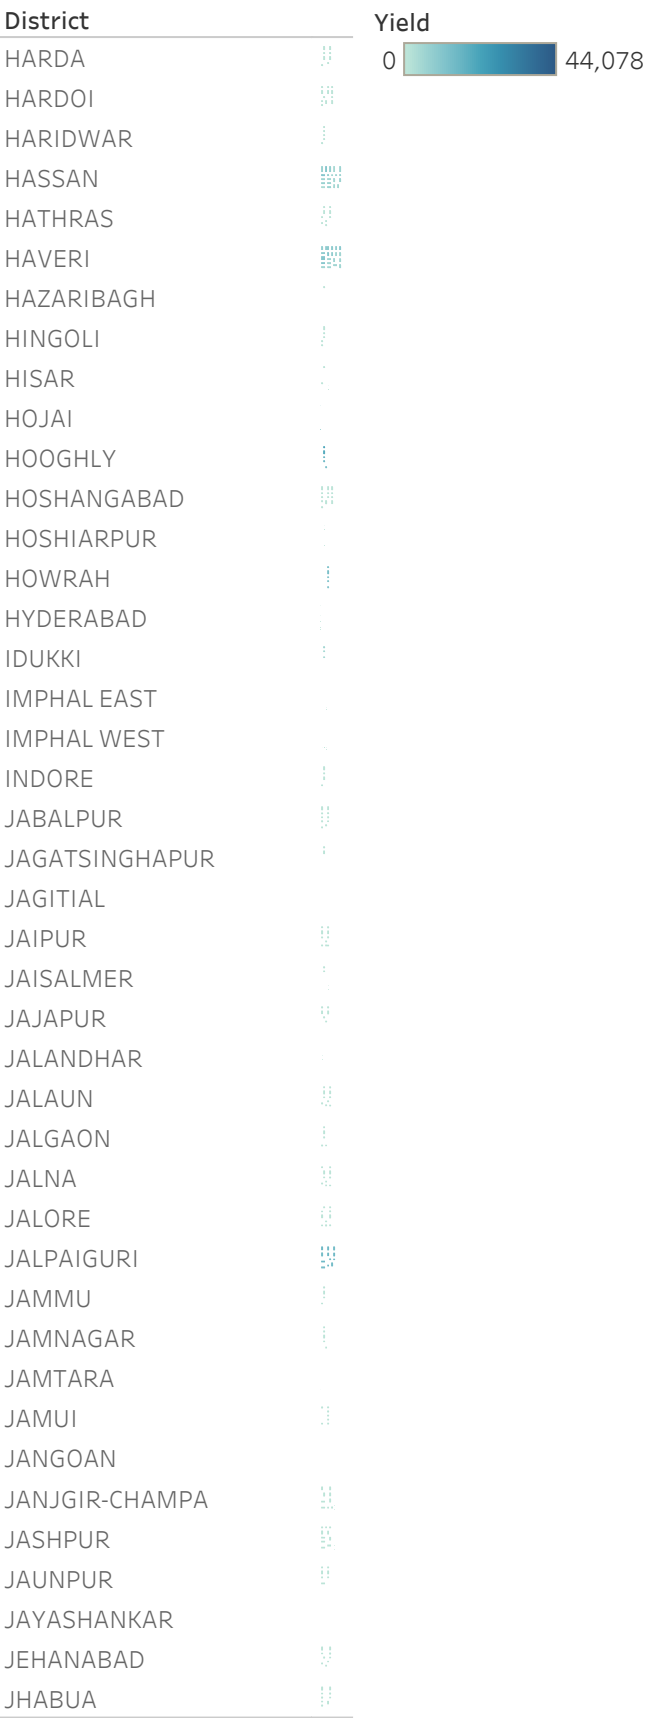 District
Yield
0 44,078
HARDA
HARDOI
HARIDWAR
HASSAN
HATHRAS
HAVERI
HAZARIBAGH
HINGOLI
HISAR
HOJAI
HOOGHLY
HOSHANGABAD
HOSHIARPUR
HOWRAH
HYDERABAD
IDUKKI
IMPHAL EAST
IMPHAL WEST
INDORE
JABALPUR
JAGATSINGHAPUR
JAGITIAL
JAIPUR
JAISALMER
JAJAPUR
JALANDHAR
JALAUN
JALGAON
JALNA
JALORE
JALPAIGURI
JAMMU
JAMNAGAR
JAMTARA
JAMUI
JANGOAN
JANJGIR-CHAMPA
JASHPUR
JAUNPUR
JAYASHANKAR
JEHANABAD
JHABUA